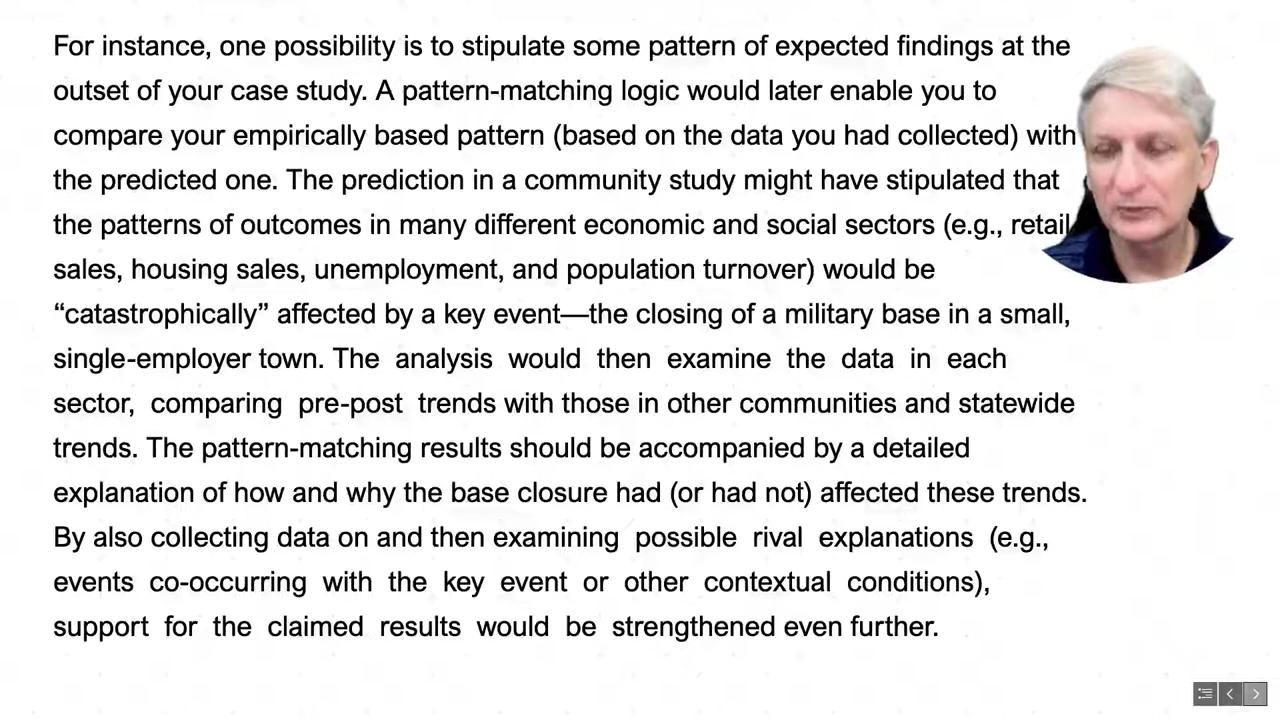 For instance, one possibility is to stipulate some pattern of expected findings at the
outset of your case study. A pattern-matching logic would later enable you to
compare your empirically based pattern (based on the data you had collected) with
the predicted one. The prediction in a community study might have stipulated that
the patterns of outcomes in many different economic and social sectors (e.g., retail
sales, housing sales, unemployment, and population turnover) would be
“catastrophically” affected by a key event—the closing of a military base in a small,
single-employer town. The analysis would then examine the data in each
sector, comparing pre-post trends with those in other communities and statewide
trends. The pattern-matching results should be accompanied by a detailed
explanation of how and why the base closure had (or had not) affected these trends.
By also collecting data on and then examining possible rival explanations (e.g.,
events co-occurring with the key event or other contextual conditions),
support for the claimed results would be strengthened even further.